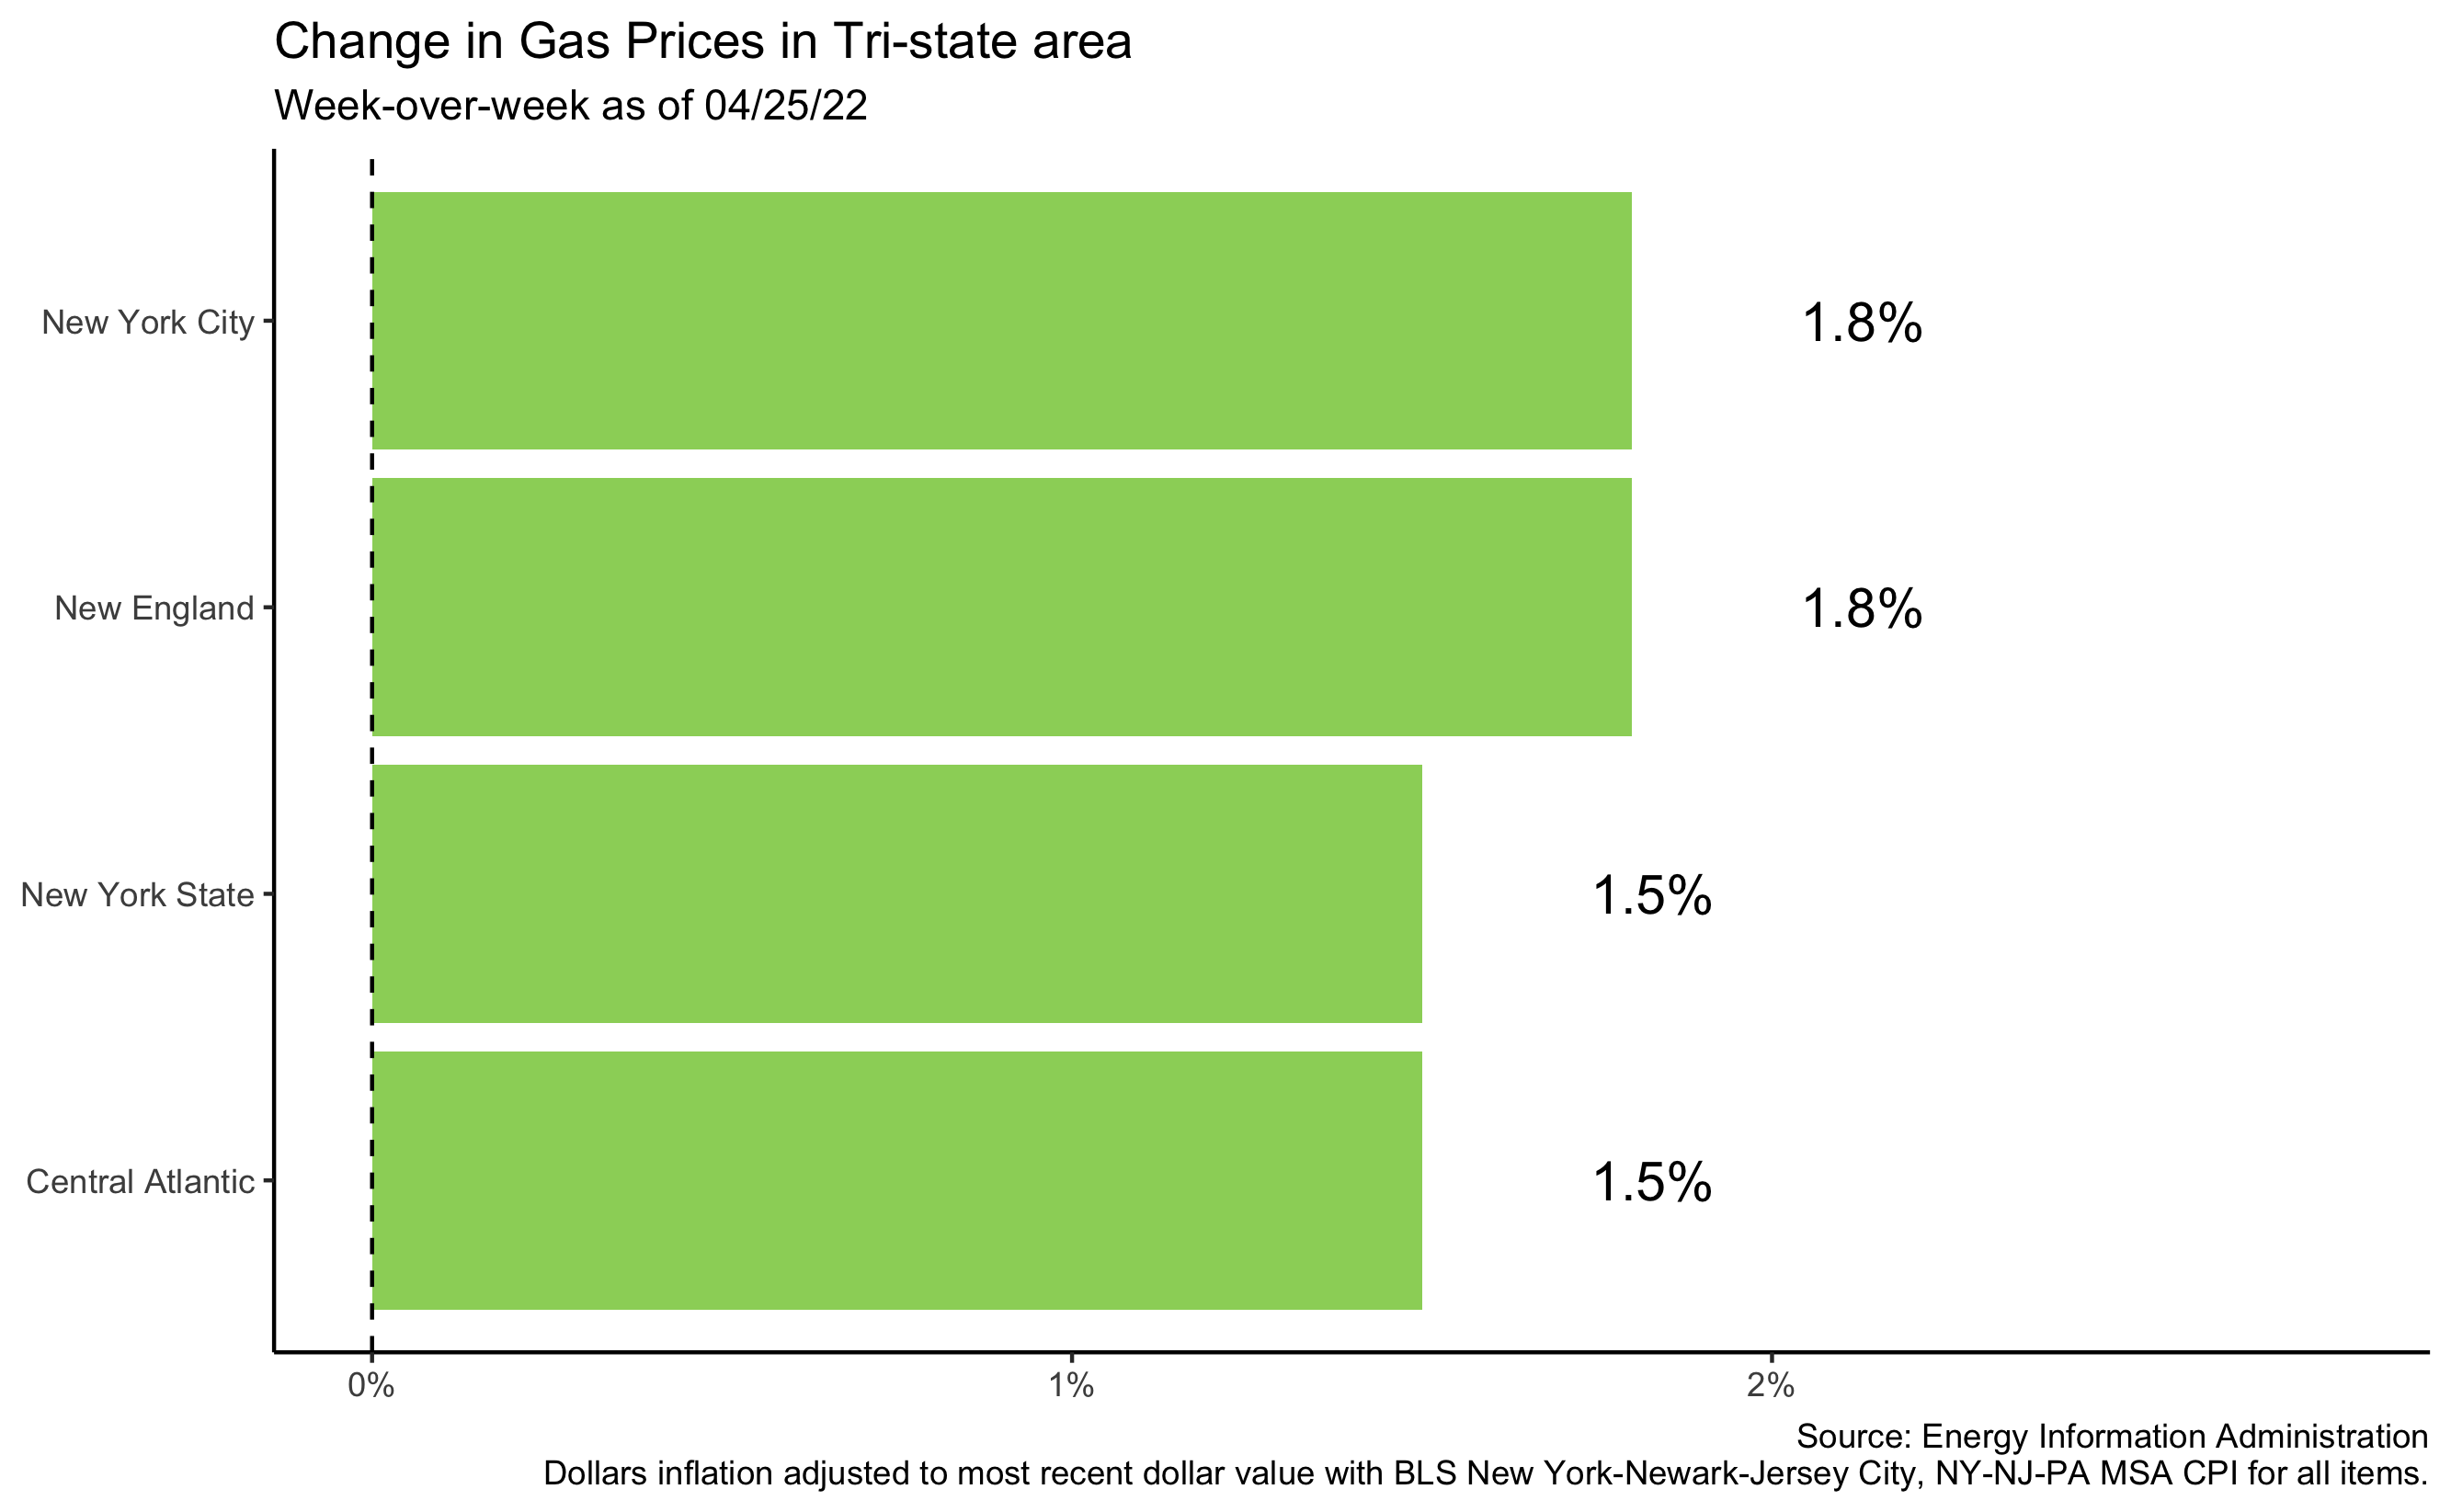 Change in Gas Prices in Tri-state area
Week-over-week as of 04/25/22
New York City
1.8%
New England
1.8%
New York State
1.5%
Central Atlantic
1.5%
0%
1%
2%
Source: Energy Information Administration
Dollars inflation adjusted to most recent dollar value with BLS New York-Newark-Jersey City, NY-NJ-PA MSA CPI for all items.